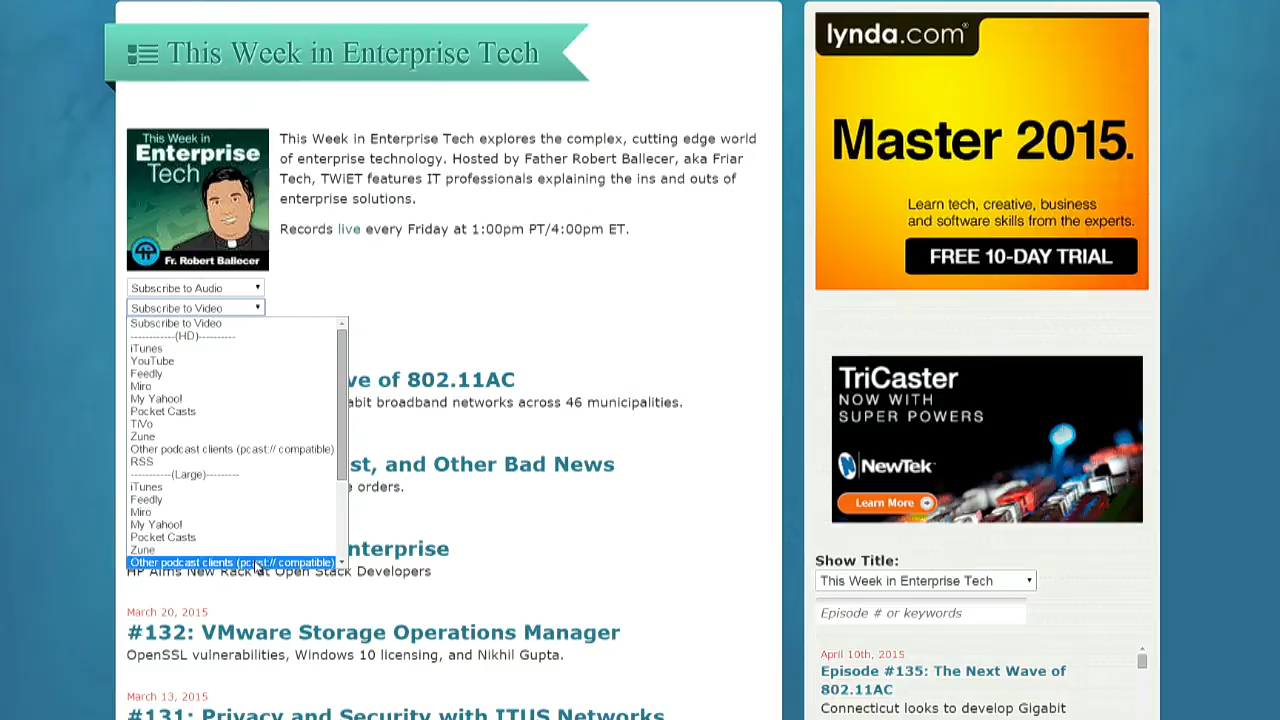 This Week in Enterprise Tech
This Week in
Enterprise
Tech
Fr. Robert Ballecer
This Week in Enterprise Tech explores the complex, cutting edge world
of enterprise technology. Hosted by Father Robert Ballecer, aka Friar
Tech, TWiET features IT professionals explaining the ins and outs of
enterprise solutions.
Records live every Friday at 1:00pm PT/4:00pm ET.
Subscribe to Audio
Subscribe to Video
Subscribe to Video
------------(HD)----------
iTunes
YouTube
Feedly
Miro
My Yahoo!
Pocket Casts
TiVo
Zune
Other podcast clients (pcast:// compatible)
RSS
-----------(Large)---------
iTunes
Feedly
Miro
My Yahoo!
Pocket Casts
Zune
Other podcast clients (pcast:// compatible)
ve of 802.11AC
abit broadband networks across 46 municipalities.
st, and Other Bad News
e orders.
nterprise
HP Aims New Rack at Open Stack Developers
March 20, 2015
#132: VMware Storage Operations Manager
OpenSSL vulnerabilities, Windows 10 licensing, and Nikhil Gupta.
March 13, 2015
#131: Privacy and Security with ITUS Networks
lynda.com®
Master 2015.
Learn tech, creative, business
and software skills from the experts.
FREE 10-DAY TRIAL
TriCaster
NOW WITH
SUPER POWERS
NewTek
Learn More
Show Title:
This Week in Enterprise Tech
Episode # or keywords
April 10th, 2015
Episode #135: The Next Wave of
802.11AC
Connecticut looks to develop Gigabit